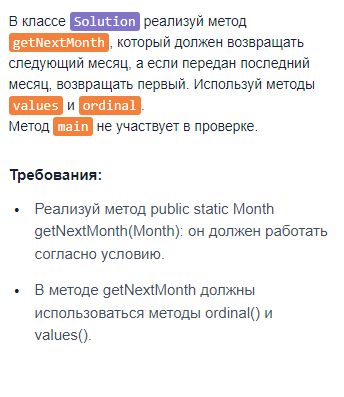 В классе Solution реализуй метод
getNextMonth, который должен возвращать
следующий месяц, а если передан последний
месяц, возвращать первый. Используй методы
values и ordinal.
Метод main не участвует в проверке.
Требования:
• Реализуй метод public static Month
getNextMonth(Month): он должен работать
согласно условию.
• В методе getNextMonth должны
использоваться методы ordinal() и
values().